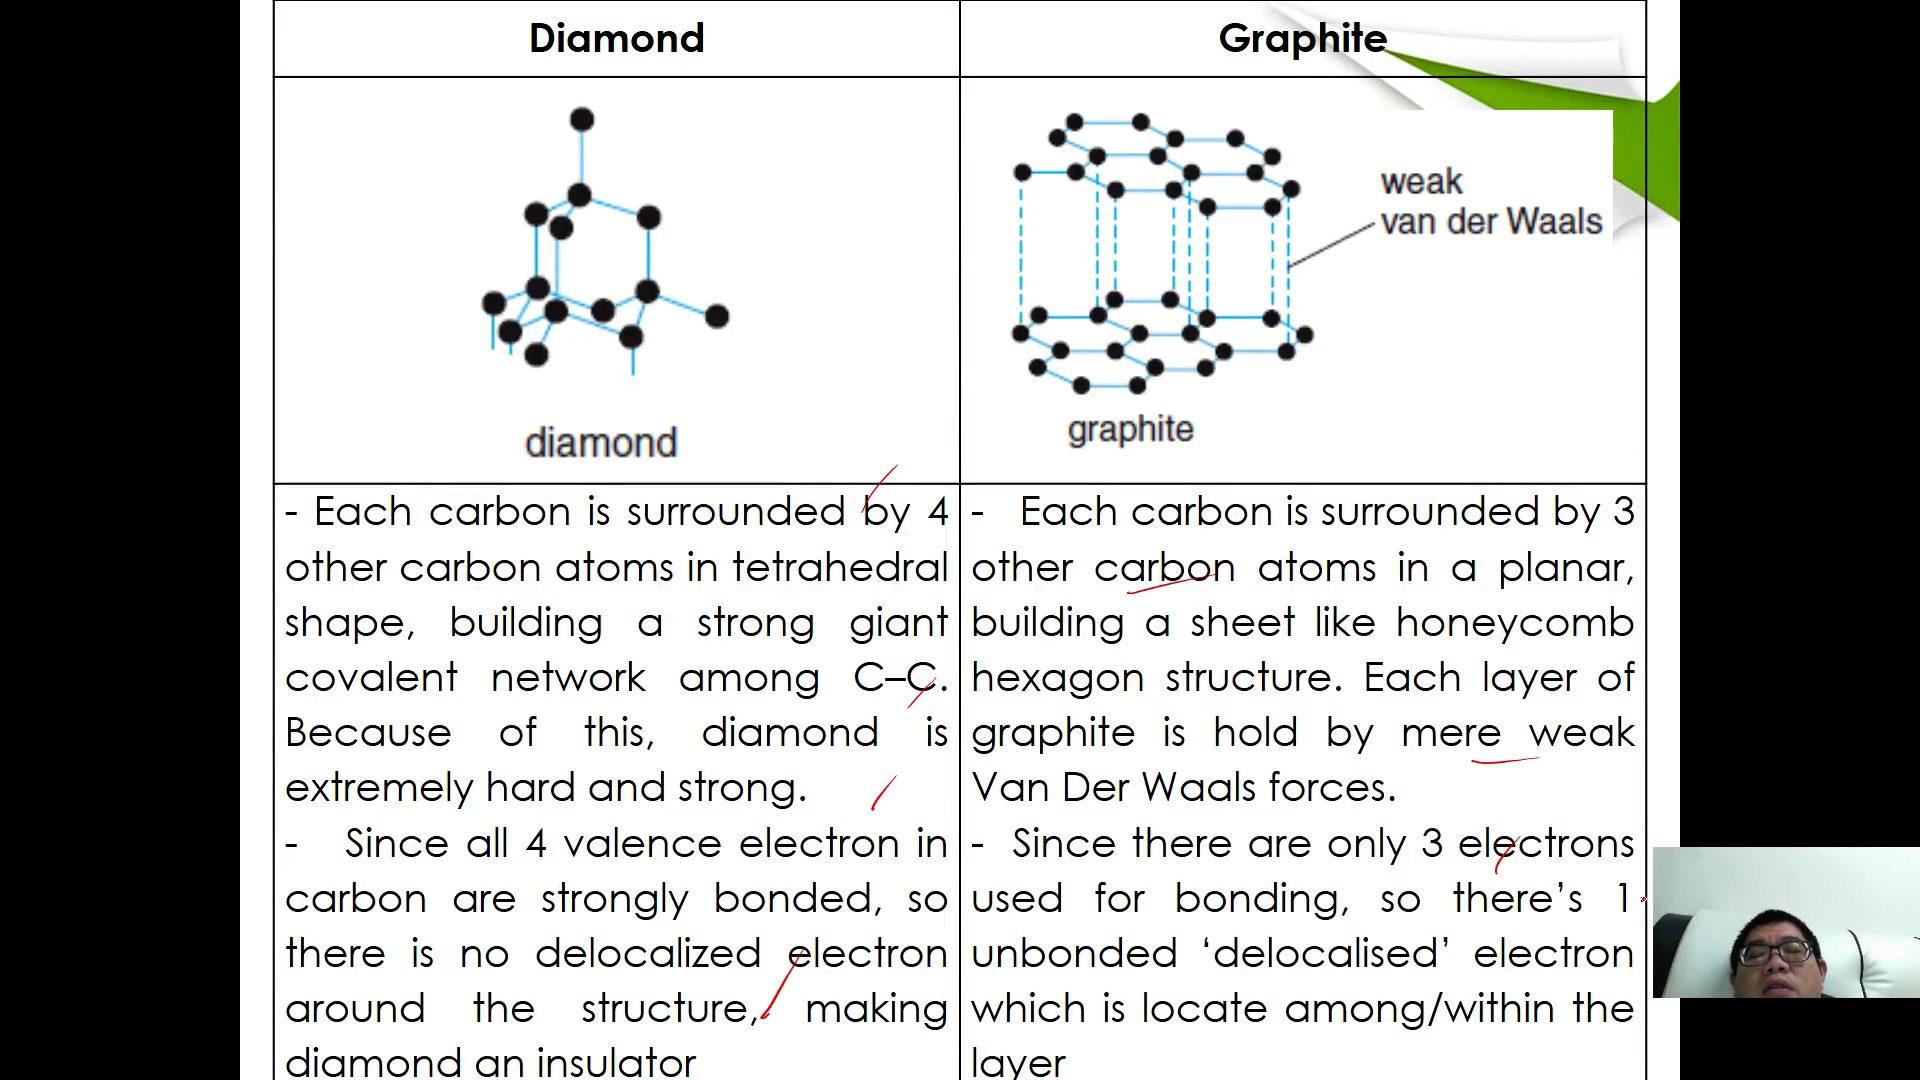 Diamond
Graphite
weak
van der Waals
diamond
graphite
- Each carbon is surrounded by 4
other carbon atoms in tetrahedral
shape, building a strong giant
covalent network among C–C.
Because of this, diamond is
extremely hard and strong.
- Since all 4 valence electron in
carbon are strongly bonded, so
there is no delocalized electron
around the structure, making
diamond an insulator
- Each carbon is surrounded by 3
other carbon atoms in a planar,
building a sheet like honeycomb
hexagon structure. Each layer of
graphite is hold by mere weak
Van Der Waals forces.
- Since there are only 3 electrons
used for bonding, so there’s 1
unbonded ‘delocalised’ electron
which is locate among/within the
layer